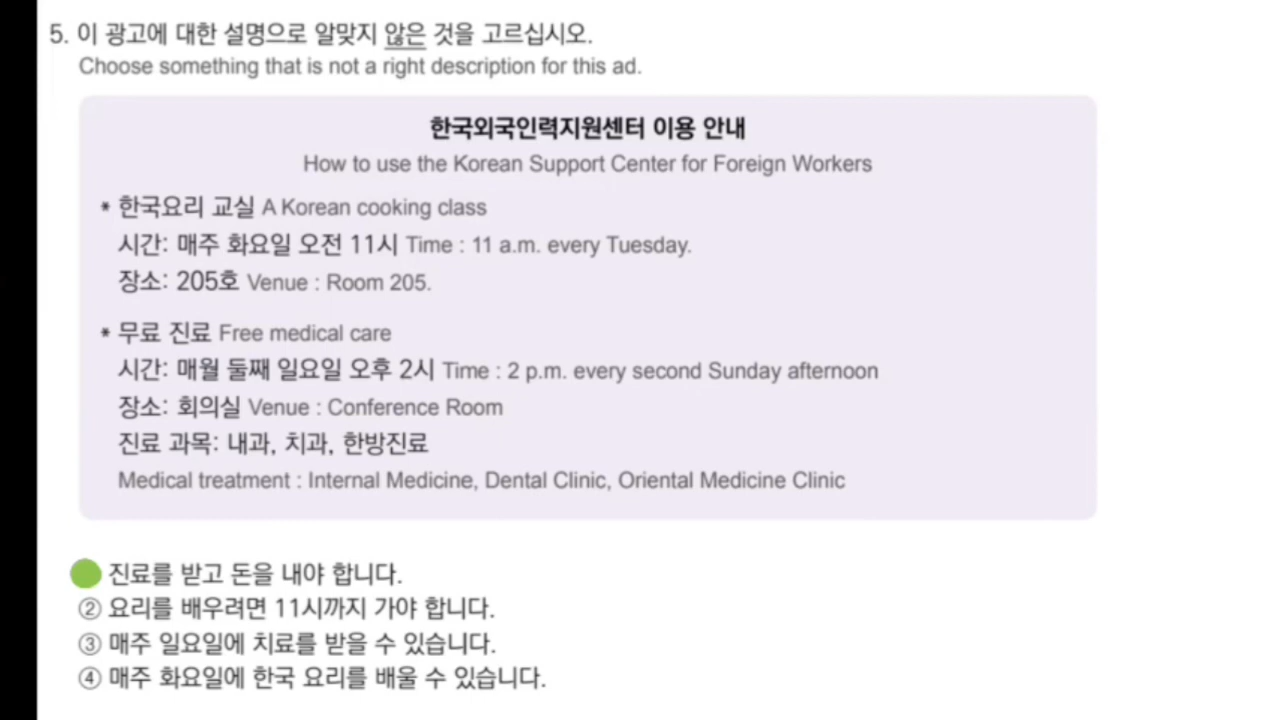 5. 이 광고에 대한 설명으로 알맞지 않은 것을 고르십시오.
Choose something that is not a right description for this ad.
한국외국인력지원센터 이용 안내
How to use the Korean Support Center for Foreign Workers
* 한국요리 교실 A Korean cooking class
시간: 매주 화요일 오전 11시 Time : 11 a.m. every Tuesday.
장소: 205호 Venue : Room 205.
* 무료 진료 Free medical care
시간: 매월 둘째 일요일 오후 2시 Time : 2 p.m. every second Sunday afternoon
장소: 회의실 Venue : Conference Room
진료 과목: 내과, 치과, 한방진료
Medical treatment : Internal Medicine, Dental Clinic, Oriental Medicine Clinic
진료를 받고 돈을 내야 합니다.
② 요리를 배우려면 11시까지 가야 합니다.
③ 매주 일요일에 치료를 받을 수 있습니다.
④ 매주 화요일에 한국 요리를 배울 수 있습니다.